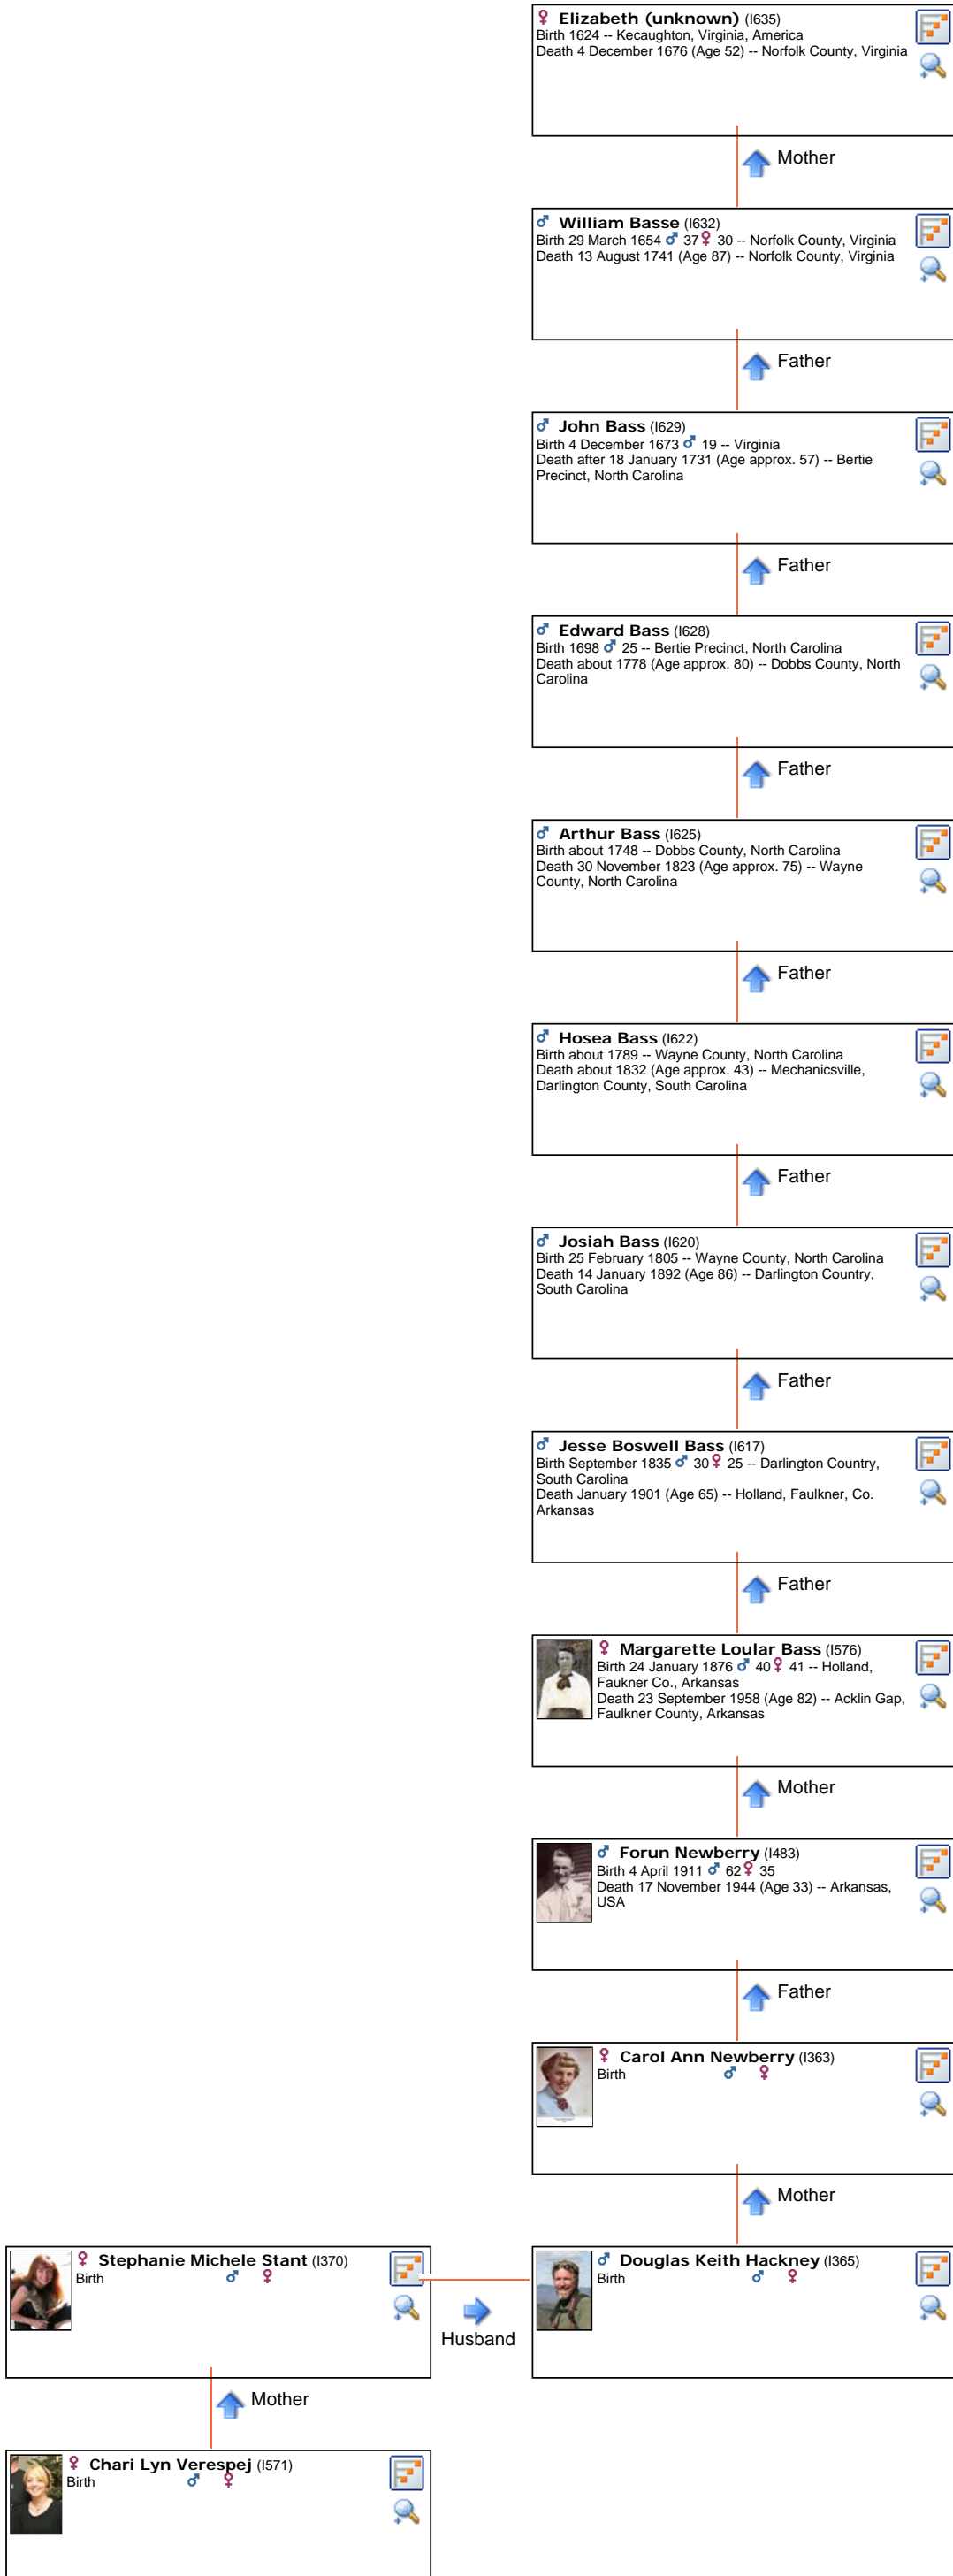 Elizabeth (unknown) (I635)
Birth 1624 -- Kecaughton, Virginia, America
Death 4 December 1676 (Age 52) -- Norfolk County, Virginia
Mother
William Basse (I632)
Birth 29 March 1654 ♂ 37 ♀ 30 -- Norfolk County, Virginia
Death 13 August 1741 (Age 87) -- Norfolk County, Virginia
Father
John Bass (I629)
Birth 4 December 1673 ♂ 19 -- Virginia
Death after 18 January 1731 (Age approx. 57) -- Bertie
Precinct, North Carolina
Father
Edward Bass (I628)
Birth 1698 ♂ 25 -- Bertie Precinct, North Carolina
Death about 1778 (Age approx. 80) -- Dobbs County, North
Carolina
Father
Arthur Bass (I625)
Birth about 1748 -- Dobbs County, North Carolina
Death 30 November 1823 (Age approx. 75) -- Wayne
County, North Carolina
Father
Hosea Bass (I622)
Birth about 1789 -- Wayne County, North Carolina
Death about 1832 (Age approx. 43) -- Mechanicsville,
Darlington County, South Carolina
Father
Josiah Bass (I620)
Birth 25 February 1805 -- Wayne County, North Carolina
Death 14 January 1892 (Age 86) -- Darlington Country,
South Carolina
Father
Jesse Boswell Bass (I617)
Birth September 1835 ♂ 30 ♀ 25 -- Darlington Country,
South Carolina
Death January 1901 (Age 65) -- Holland, Faulkner, Co.
Arkansas
Father
Margarette Loular Bass (I576)
Birth 24 January 1876 ♂ 40 ♀ 41 -- Holland,
Faukner Co., Arkansas
Death 23 September 1958 (Age 82) -- Acklin Gap,
Faulkner County, Arkansas
Mother
Forun Newberry (I483)
Birth 4 April 1911 ♂ 62 ♀ 35
Death 17 November 1944 (Age 33) -- Arkansas,
USA
Father
Carol Ann Newberry (I363)
Birth ♂ ♀
Mother
Stephanie Michele Stant (I370)
Birth ♂ ♀
Husband
Douglas Keith Hackney (I365)
Birth ♂ ♀
Mother
Chari Lyn Verespej (I571)
Birth ♂ ♀